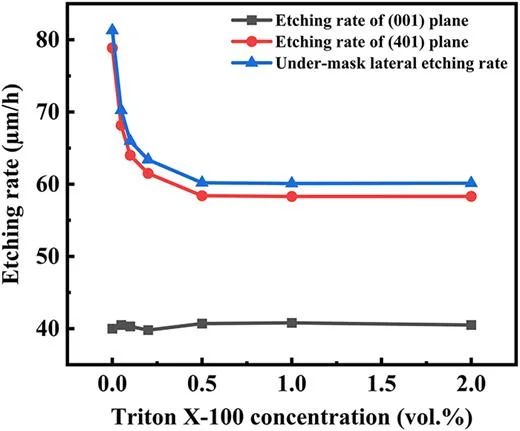 Etching rate of (001) plane
Etching rate of (401) plane
Under-mask lateral etching rate
Etching rate (μm/h)
80
70
60
50
40
0.0 0.5 1.0 1.5 2.0
Triton X-100 concentration (vol.%)